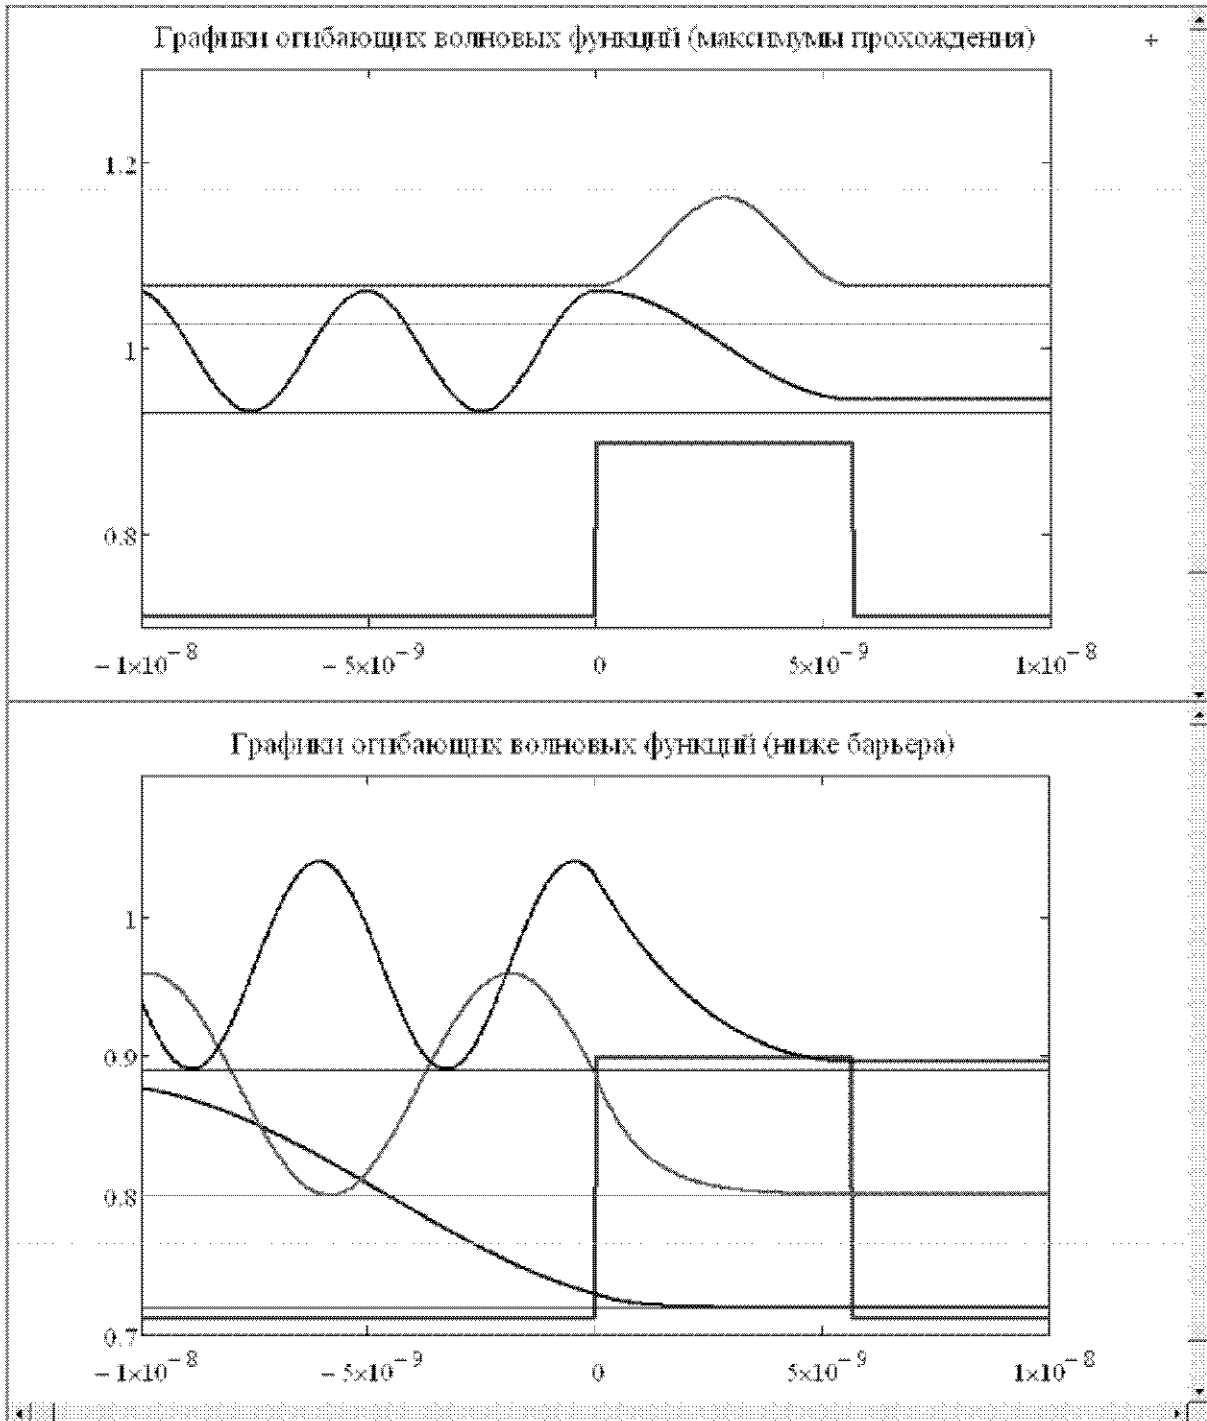 Графики огибающих волновых функций (максимумы прохождения)
1.2
1
0.8
−1×10⁻⁸ −5×10⁻⁹ 0 5×10⁻⁹ 1×10⁻⁸
Графики огибающих волновых функций (ниже барьера)
1
0.9
0.8
0.7
−1×10⁻⁸ −5×10⁻⁹ 0 5×10⁻⁹ 1×10⁻⁸